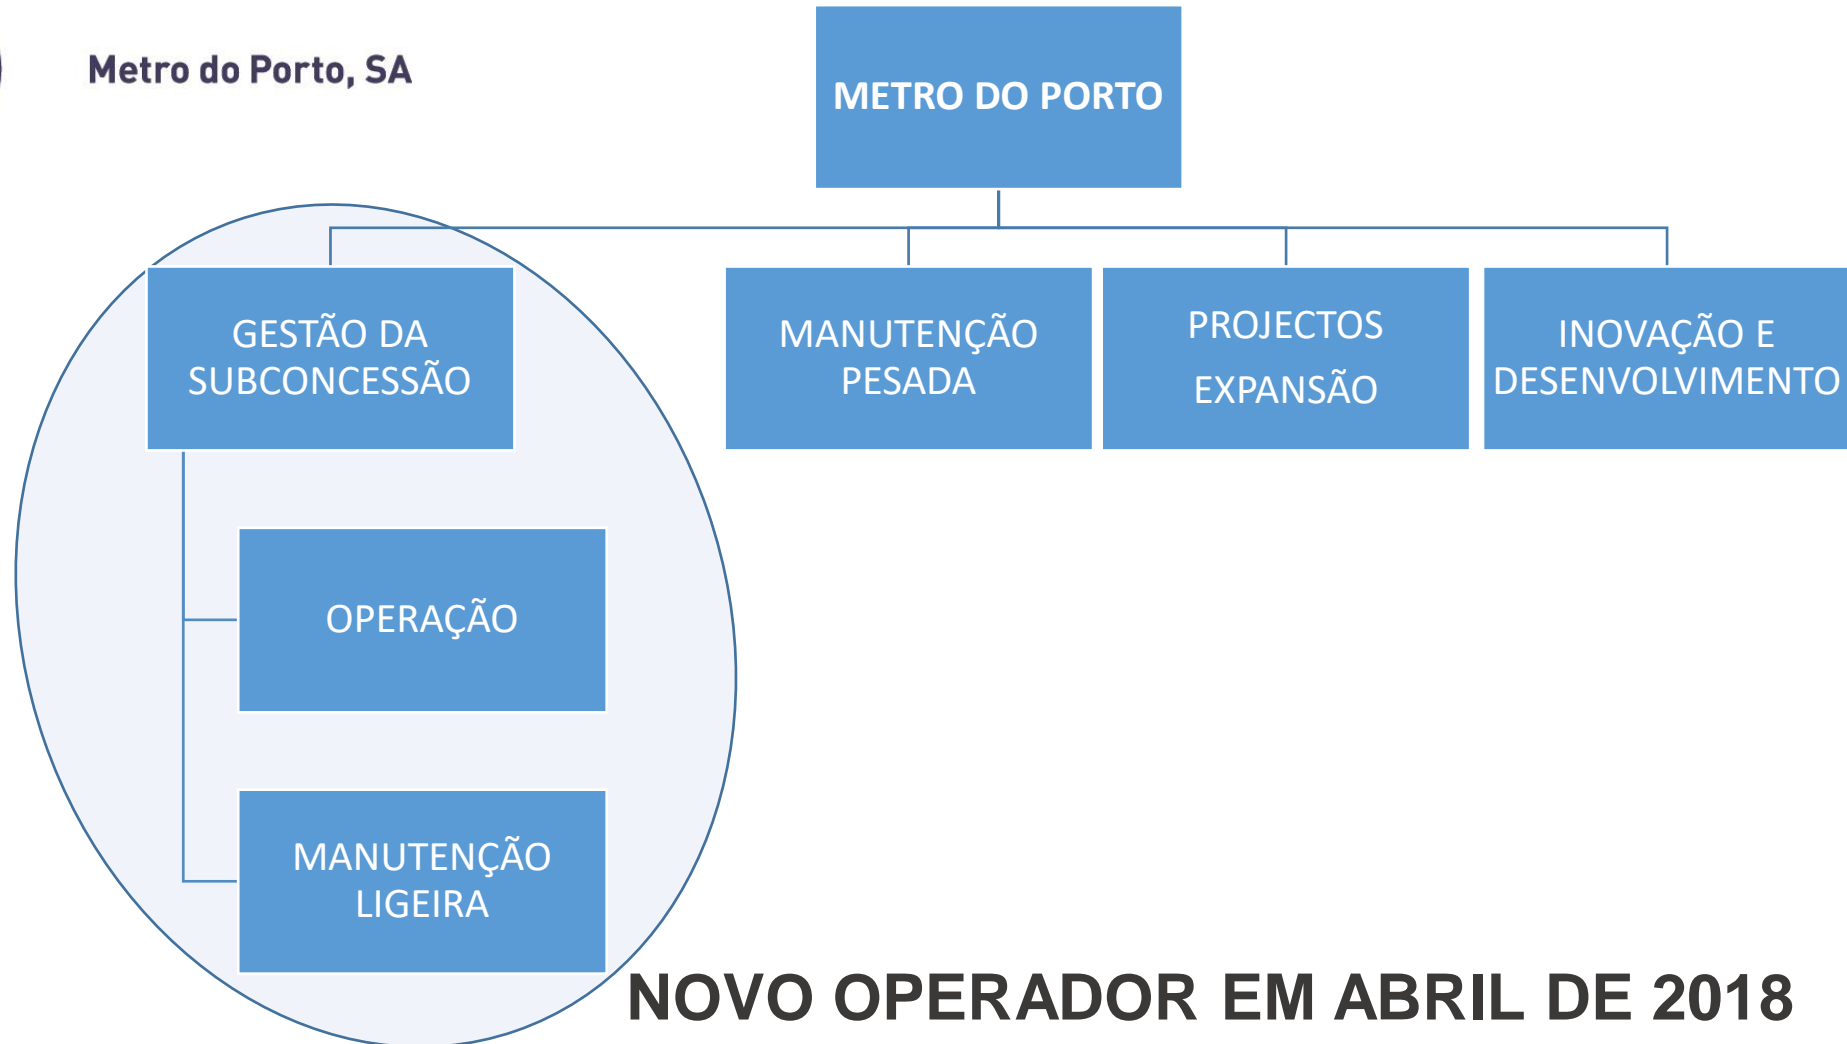 Metro do Porto, SA
METRO DO PORTO
GESTÃO DA
SUBCONCESSÃO
MANUTENÇÃO
PESADA
PROJECTOS
EXPANSÃO
INOVAÇÃO E
DESENVOLVIMENTO
OPERAÇÃO
MANUTENÇÃO
LIGEIRA
NOVO OPERADOR EM ABRIL DE 2018